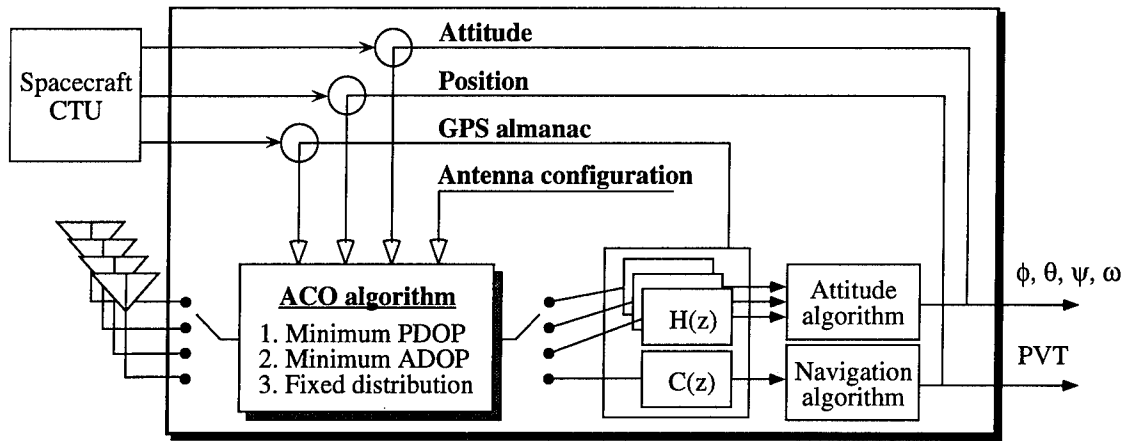 Spacecraft
CTU
Attitude
Position
GPS almanac
Antenna configuration
ACO algorithm
1. Minimum PDOP
2. Minimum ADOP
3. Fixed distribution
H(z)
C(z)
Attitude
algorithm
Navigation
algorithm
ϕ, θ, ψ, ω
PVT